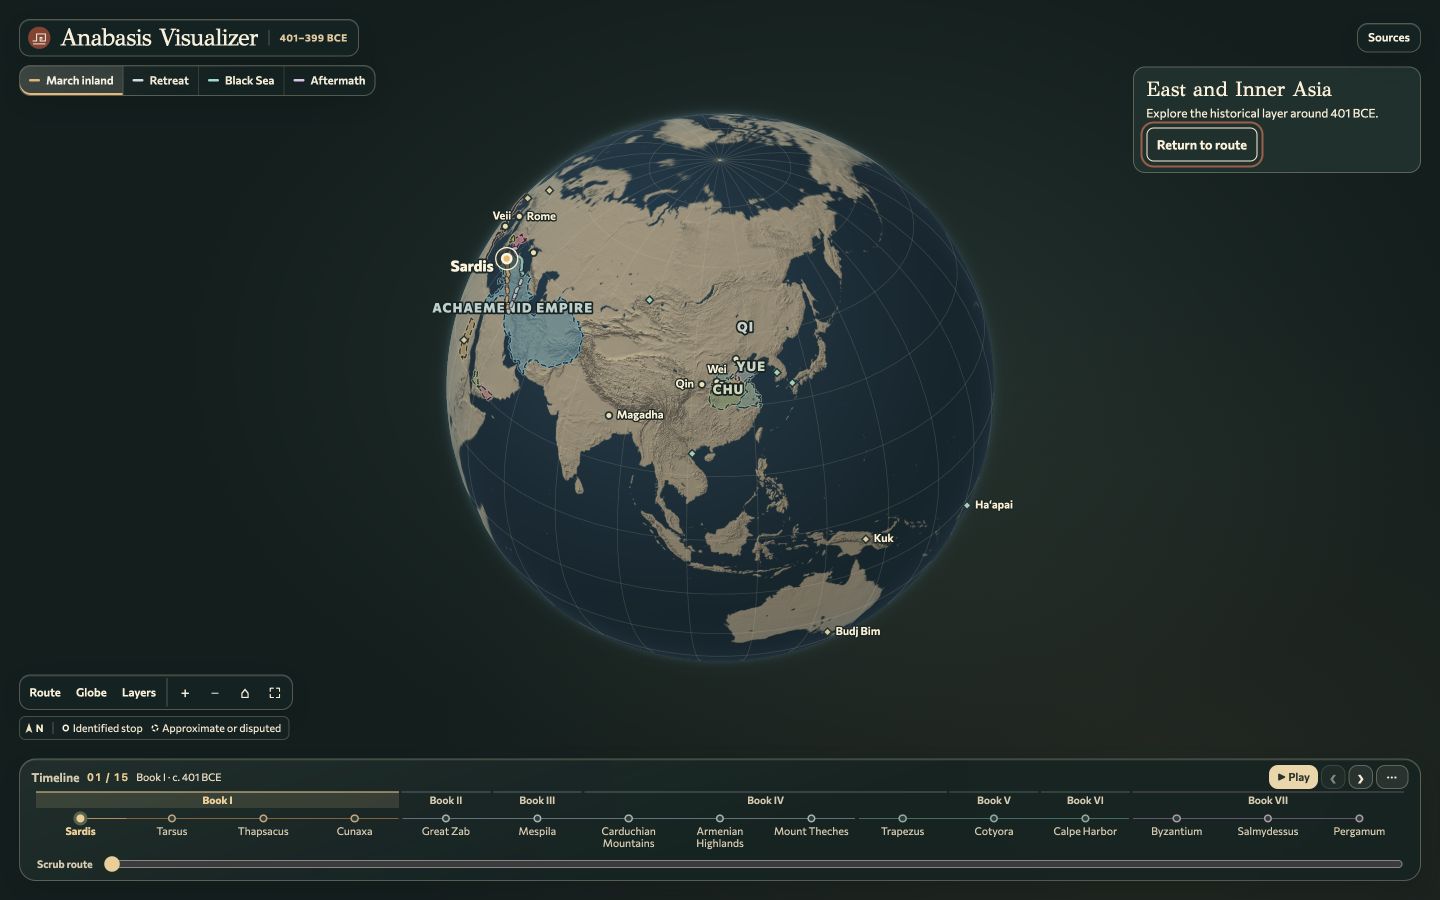 Anabasis Visualizer
401–399 BCE
Sources
March inland
Retreat
Black Sea
Aftermath
East and Inner Asia
Explore the historical layer around 401 BCE.
Return to route
Veii
Rome
Sardis
ACHAEMENID EMPIRE
QI
Wei
YUE
Qin
CHU
Magadha
Haʻapai
Kuk
Budj Bim
Route
Globe
Layers
+
−
N
Identified stop
Approximate or disputed
Timeline
01 / 15
Book I · c. 401 BCE
Play
‹
›
...
Book I
Book II
Book III
Book IV
Book V
Book VI
Book VII
Sardis
Tarsus
Thapsacus
Cunaxa
Great Zab
Mespila
Carduchian
Mountains
Armenian
Highlands
Mount Theches
Trapezus
Cotyora
Calpe Harbor
Byzantium
Salmydessus
Pergamum
Scrub route